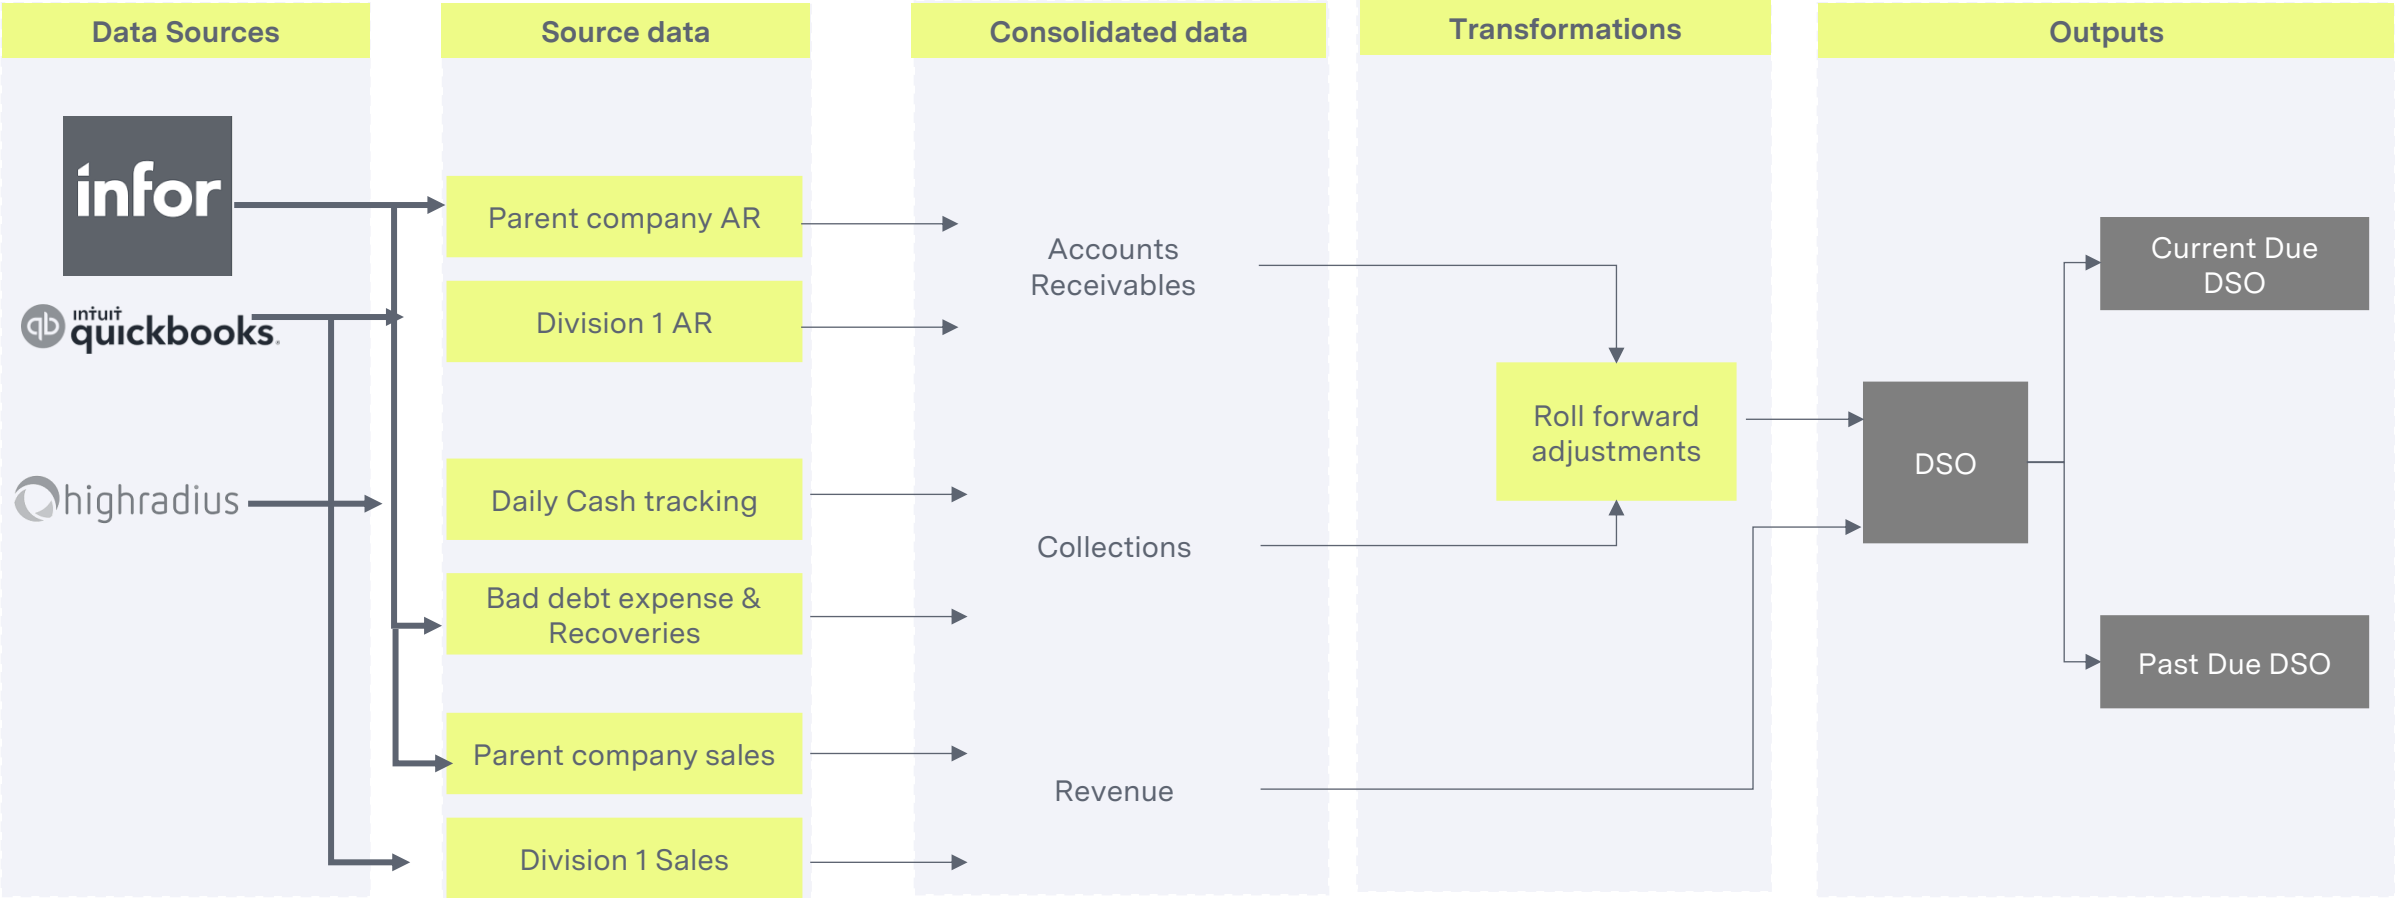 Data Sources
Source data
Consolidated data
Transformations
Outputs
infor
Parent company AR
Accounts
Receivables
Current Due
DSO
qb
intuit
quickbooks.
Division 1 AR
Roll forward
adjustments
DSO
highradius
Daily Cash tracking
Collections
Bad debt expense &
Recoveries
Past Due DSO
Parent company sales
Revenue
Division 1 Sales